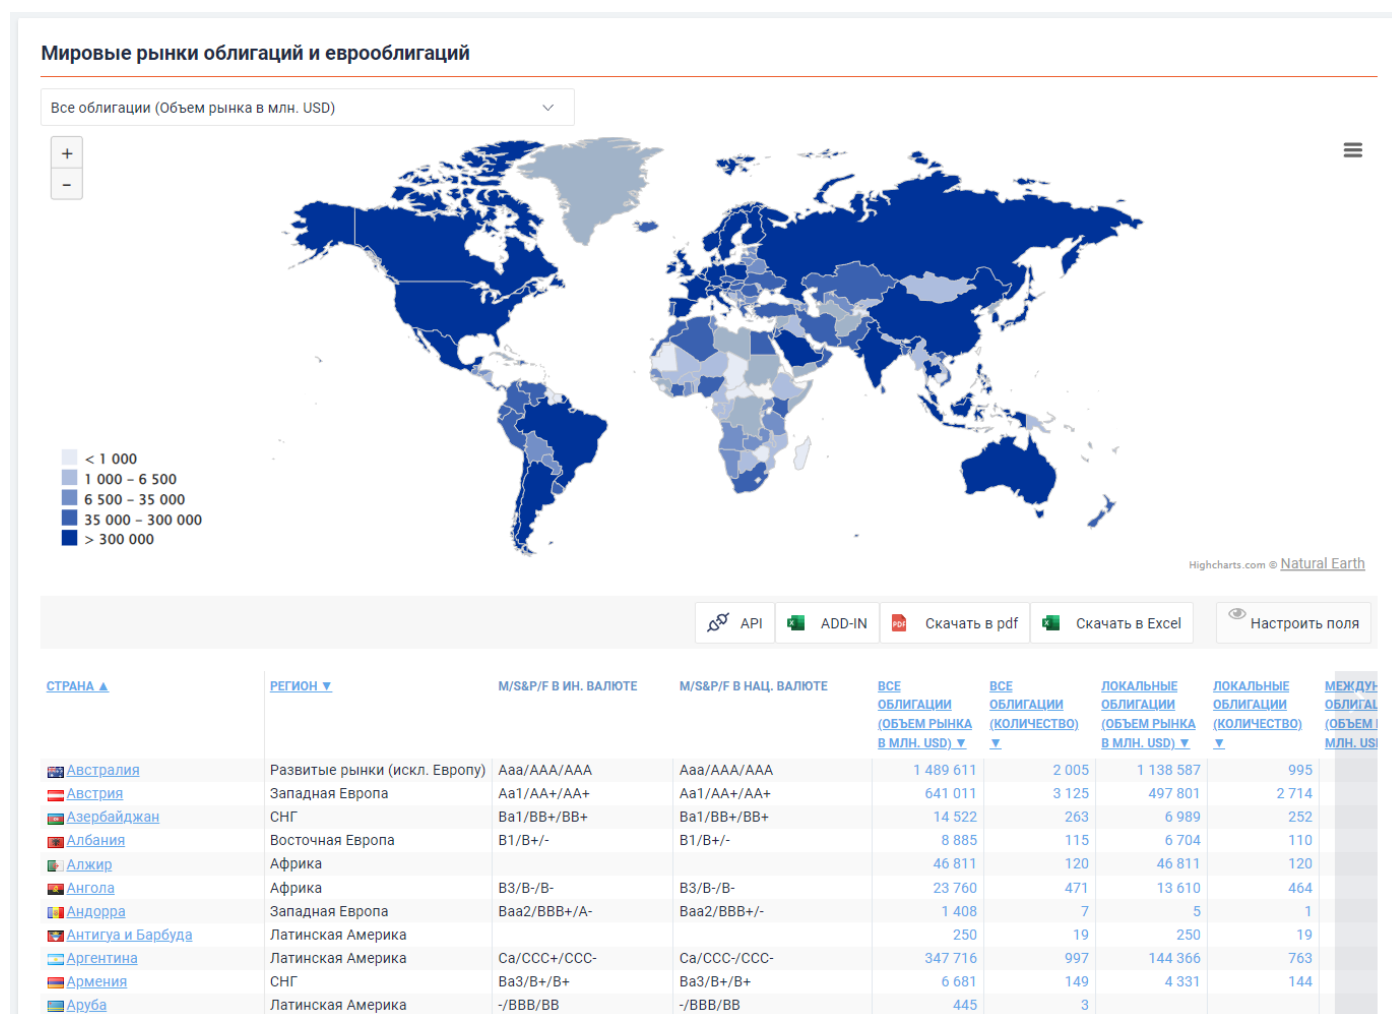 Мировые рынки облигаций и еврооблигаций
Все облигации (Объем рынка в млн. USD)
+
−
< 1 000
1 000 – 6 500
6 500 – 35 000
35 000 – 300 000
> 300 000
Highcharts.com © Natural Earth
API ADD-IN Скачать в pdf Скачать в Excel Настроить поля
СТРАНА ▲ РЕГИОН ▼ M/S&P/F В ИН. ВАЛЮТЕ M/S&P/F В НАЦ. ВАЛЮТЕ ВСЕ ВСЕ ЛОКАЛЬНЫЕ ЛОКАЛЬНЫЕ МЕЖДУН
ОБЛИГАЦИИ ОБЛИГАЦИИ ОБЛИГАЦИИ ОБЛИГАЦИИ ОБЛИГАЦ
(ОБЪЕМ РЫНКА (КОЛИЧЕСТВО) (ОБЪЕМ РЫНКА (КОЛИЧЕСТВО) (ОБЪЕМ
В МЛН. USD) ▼ ▼ В МЛН. USD) ▼ ▼ МЛН. USD
Австралия Развитые рынки (искл. Европу) Aaa/AAA/AAA Aaa/AAA/AAA 1 489 611 2 005 1 138 587 995
Австрия Западная Европа Aa1/AA+/AA+ Aa1/AA+/AA+ 641 011 3 125 497 801 2 714
Азербайджан СНГ Ba1/BB+/BB+ Ba1/BB+/BB+ 14 522 263 6 989 252
Албания Восточная Европа B1/B+/- B1/B+/- 8 885 115 6 704 110
Алжир Африка 46 811 120 46 811 120
Ангола Африка B3/B-/B- B3/B-/B- 23 760 471 13 610 464
Андорра Западная Европа Baa2/BBB+/A- Baa2/BBB+/- 1 408 7 5 1
Антигуа и Барбуда Латинская Америка 250 19 250 19
Аргентина Латинская Америка Ca/CCC+/CCC- Ca/CCC-/CCC- 347 716 997 144 366 763
Армения СНГ Ba3/B+/B+ Ba3/B+/B+ 6 681 149 4 331 144
Аруба Латинская Америка -/BBB/BB -/BBB/BB 445 3